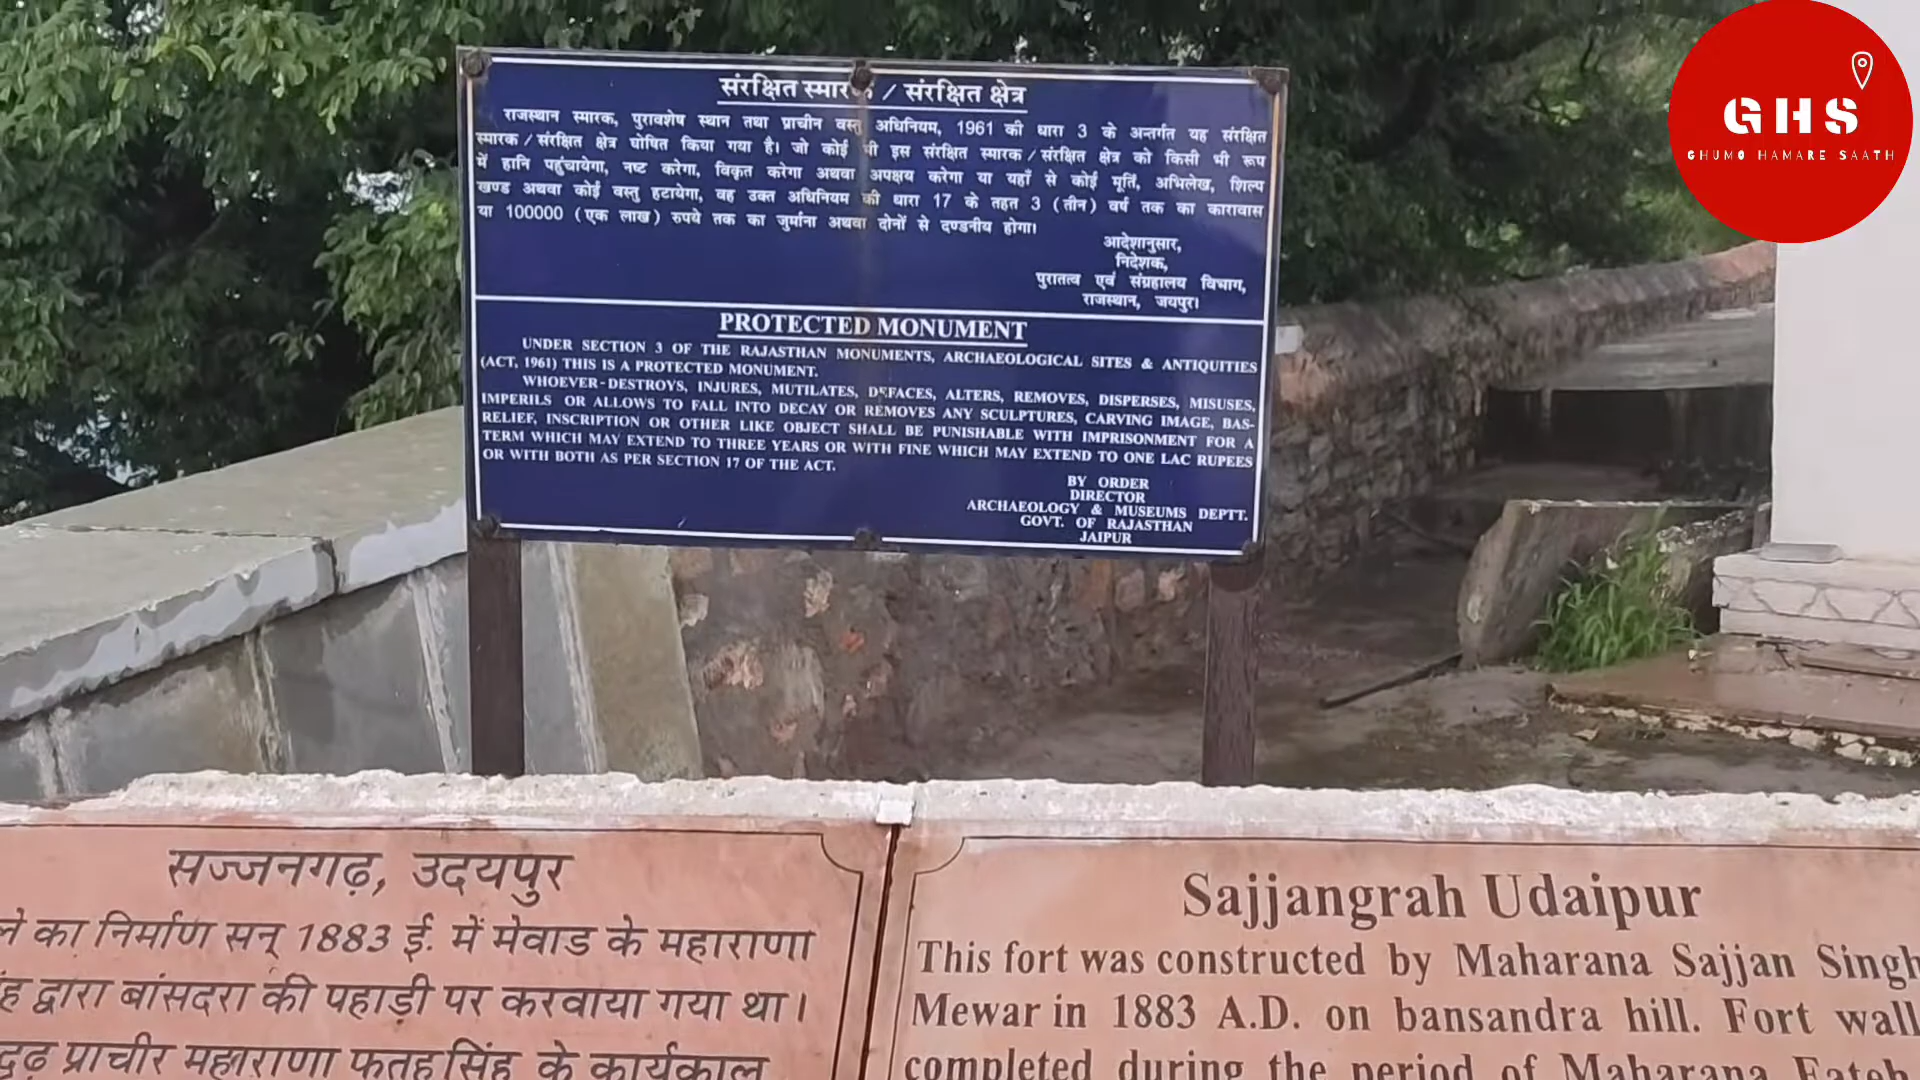 संरक्षित स्मारक / संरक्षित क्षेत्र
राजस्थान स्मारक, पुरावशेष स्थान तथा प्राचीन वस्तु अधिनियम, 1961 की धारा 3 के अन्तर्गत यह संरक्षित
स्मारक / संरक्षित क्षेत्र घोषित किया गया है। जो कोई भी इस संरक्षित स्मारक / संरक्षित क्षेत्र को किसी भी रूप
में हानि पहुंचायेगा, नष्ट करेगा, विकृत करेगा अथवा अपक्षय करेगा या यहाँ से कोई मूर्ति, अभिलेख, शिल्प
खण्ड अथवा कोई वस्तु हटायेगा, वह उक्त अधिनियम की धारा 17 के तहत 3 (तीन) वर्ष तक का कारावास
या 100000 (एक लाख) रुपये तक का जुर्माना अथवा दोनों से दण्डनीय होगा।
आदेशानुसार,
निदेशक,
पुरातत्व एवं संग्रहालय विभाग,
राजस्थान, जयपुर।
PROTECTED MONUMENT
UNDER SECTION 3 OF THE RAJASTHAN MONUMENTS, ARCHAEOLOGICAL SITES & ANTIQUITIES
(ACT, 1961) THIS IS A PROTECTED MONUMENT.
WHOEVER-DESTROYS, INJURES, MUTILATES, DEFACES, ALTERS, REMOVES, DISPERSES, MISUSES,
IMPERILS OR ALLOWS TO FALL INTO DECAY OR REMOVES ANY SCULPTURES, CARVING IMAGE, BAS-
RELIEF, INSCRIPTION OR OTHER LIKE OBJECT SHALL BE PUNISHABLE WITH IMPRISONMENT FOR A
TERM WHICH MAY EXTEND TO THREE YEARS OR WITH FINE WHICH MAY EXTEND TO ONE LAC RUPEES
OR WITH BOTH AS PER SECTION 17 OF THE ACT.
BY ORDER
DIRECTOR
ARCHAEOLOGY & MUSEUMS DEPTT.
GOVT. OF RAJASTHAN
JAIPUR
GHS
GHUMO HAMARE SAATH
सज्जनगढ़, उदयपुर
का निर्माण सन् 1883 ई. में मेवाड के महाराणा
द्वारा बांसदरा की पहाड़ी पर करवाया गया था।
प्राचीर महाराणा फतहसिंह के कार्यकाल
Sajjangrah Udaipur
This fort was constructed by Maharana Sajjan Singh
Mewar in 1883 A.D. on bansandra hill. Fort wall
completed during the period of Maharana Fateh